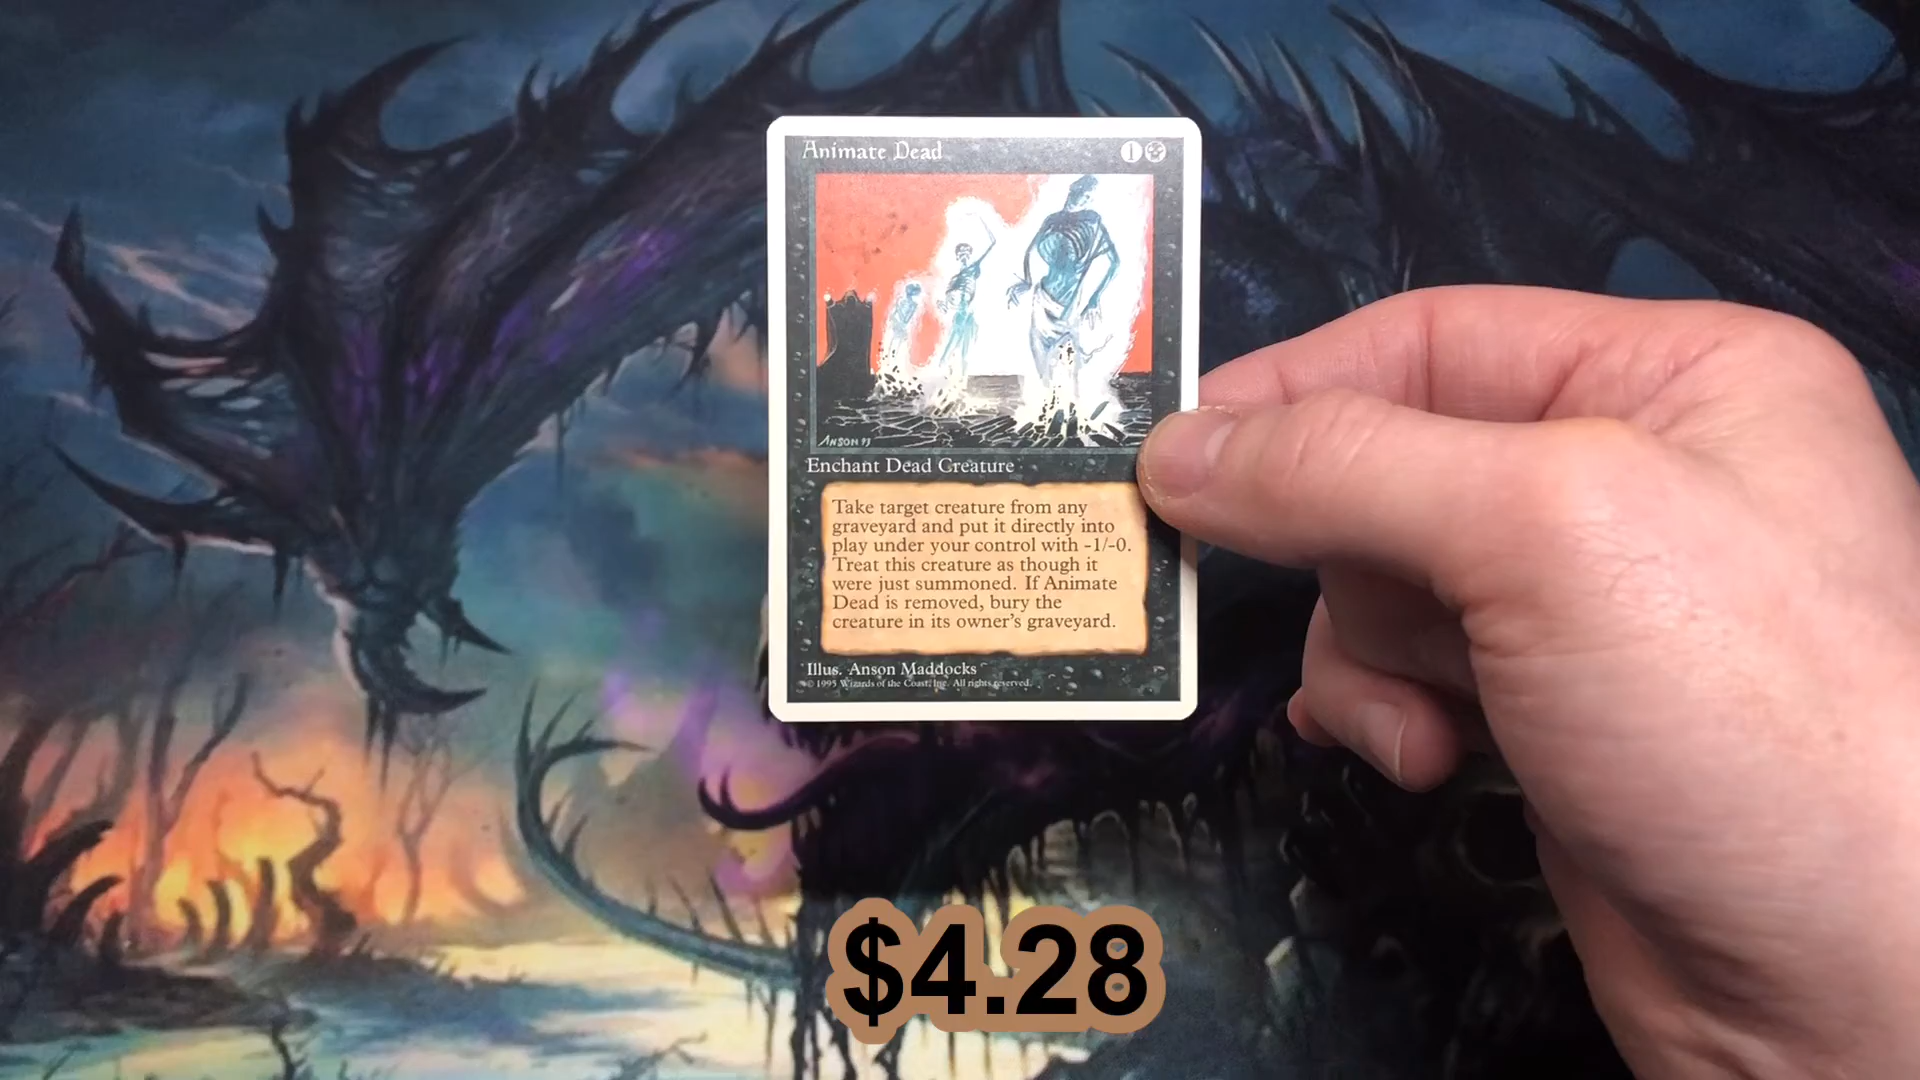 Animate Dead 1
ANSON 93
Enchant Dead Creature
Take target creature from any
graveyard and put it directly into
play under your control with -1/-0.
Treat this creature as though it
were just summoned. If Animate
Dead is removed, bury the
creature in its owner's graveyard.
Illus. Anson Maddocks
© 1995 Wizards of the Coast, Inc. All rights reserved.
$4.28